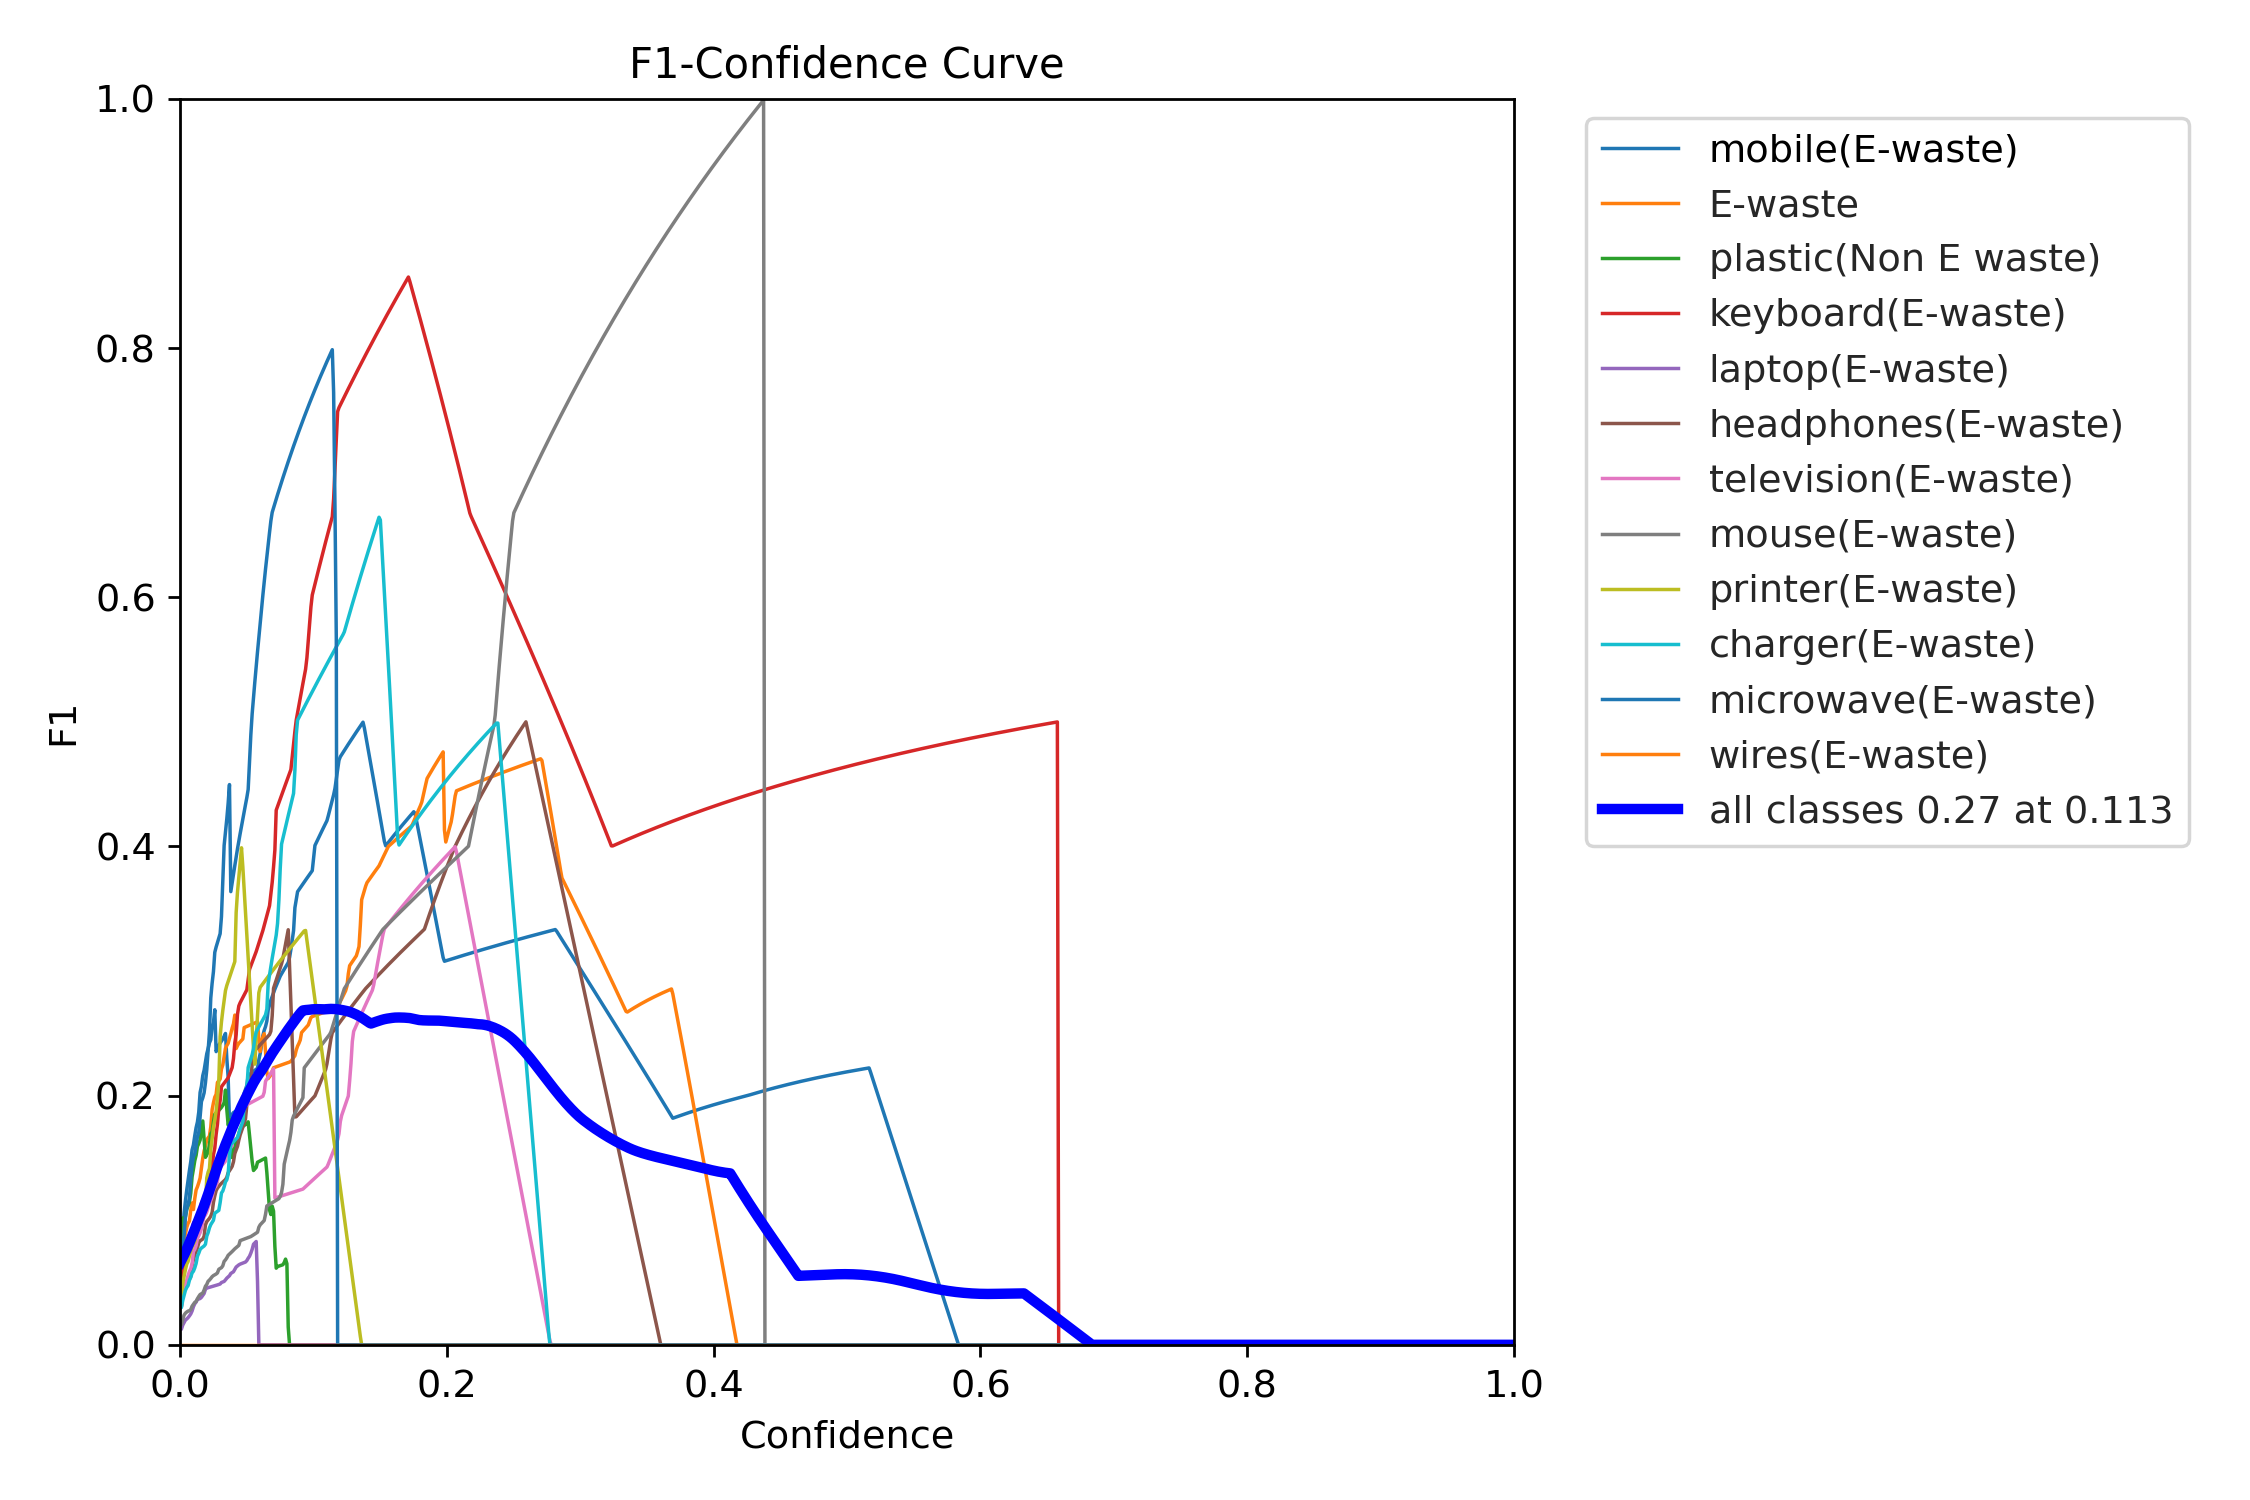 F1-Confidence Curve
1.0
0.8
0.6
0.4
0.2
0.0
F1
0.0 0.2 0.4 0.6 0.8 1.0
Confidence
mobile(E-waste)
E-waste
plastic(Non E waste)
keyboard(E-waste)
laptop(E-waste)
headphones(E-waste)
television(E-waste)
mouse(E-waste)
printer(E-waste)
charger(E-waste)
microwave(E-waste)
wires(E-waste)
all classes 0.27 at 0.113